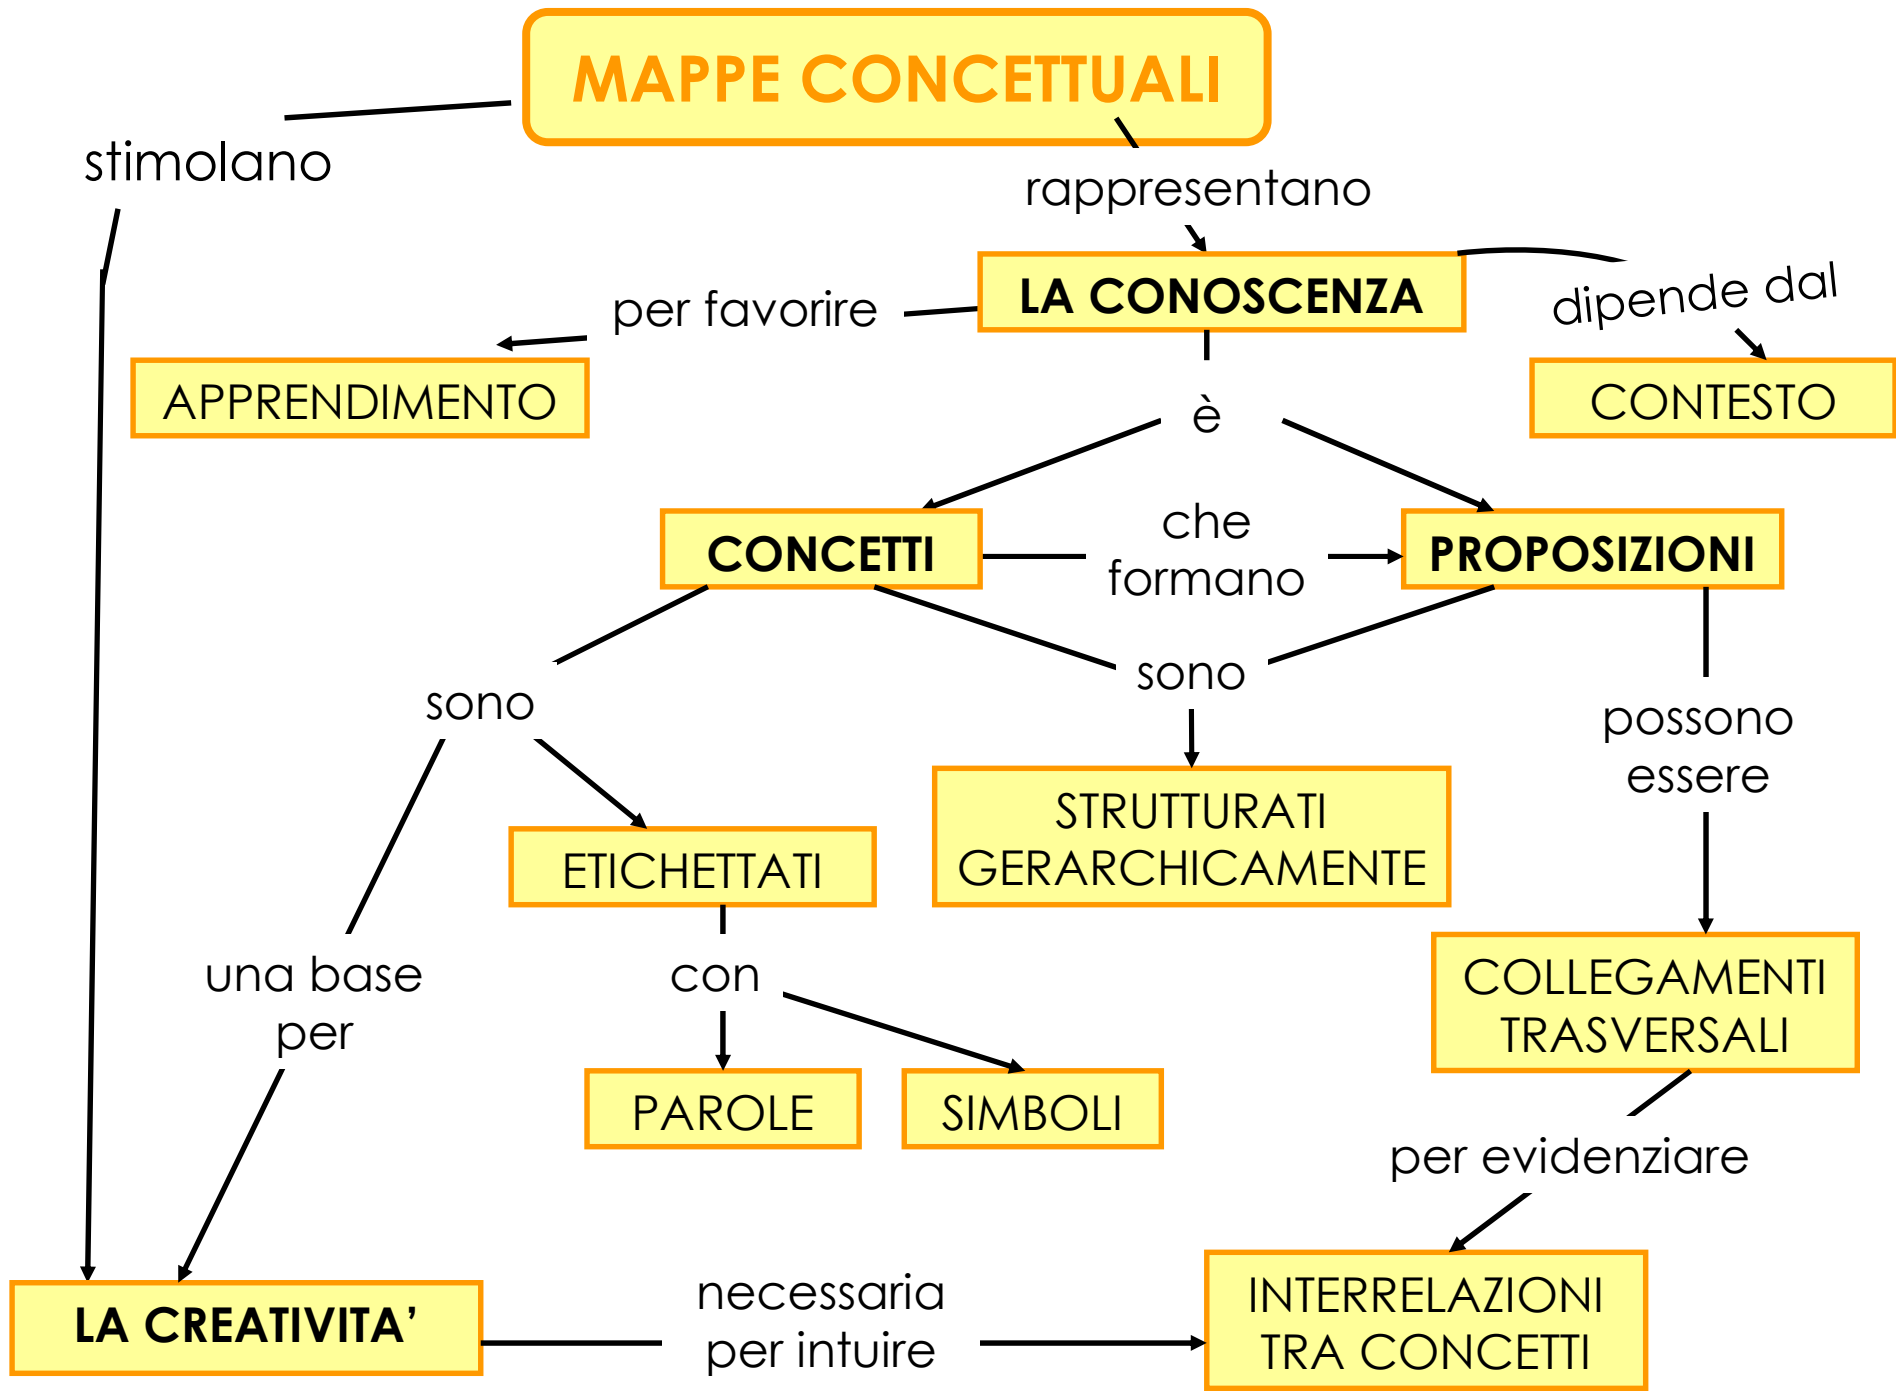 MAPPE CONCETTUALI
stimolano
rappresentano
LA CONOSCENZA
per favorire
dipende dal
APPRENDIMENTO
è
CONTESTO
CONCETTI
che
formano
PROPOSIZIONI
sono
sono
possono
essere
STRUTTURATI
GERARCHICAMENTE
ETICHETTATI
una base
per
con
COLLEGAMENTI
TRASVERSALI
PAROLE
SIMBOLI
per evidenziare
LA CREATIVITA’
necessaria
per intuire
INTERRELAZIONI
TRA CONCETTI